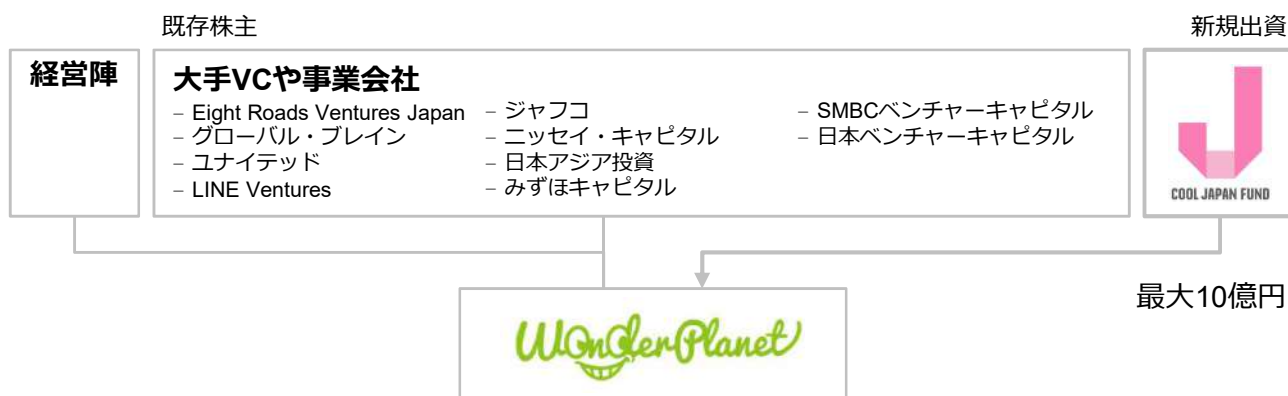 既存株主
新規出資
経営陣
大手VCや事業会社
– Eight Roads Ventures Japan
– グローバル・ブレイン
– ユナイテッド
– LINE Ventures
– ジャフコ
– ニッセイ・キャピタル
– 日本アジア投資
– みずほキャピタル
– SMBCベンチャーキャピタル
– 日本ベンチャーキャピタル
COOL JAPAN FUND
最大10億円
WonderPlanet